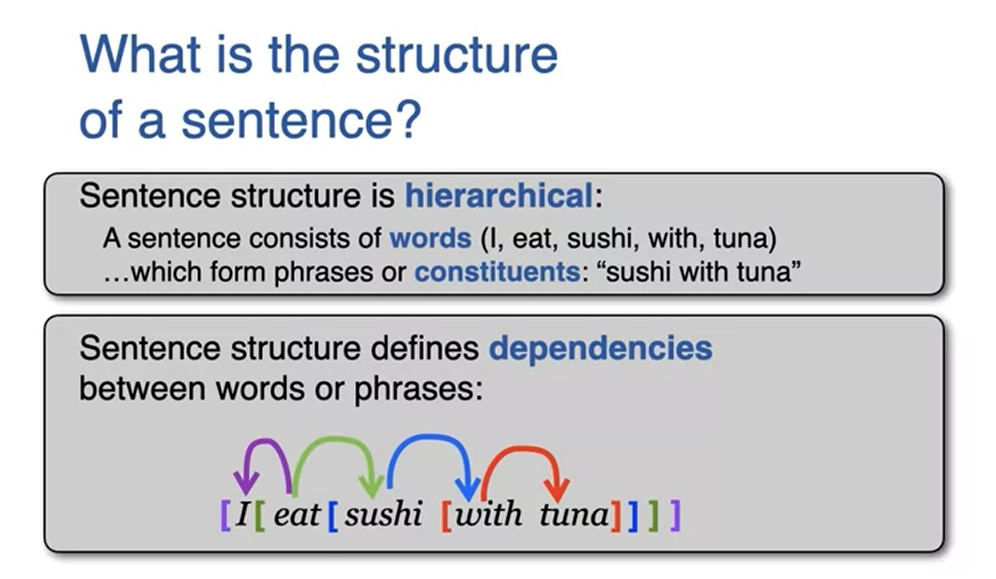 What is the structure
of a sentence?
Sentence structure is hierarchical:
A sentence consists of words (I, eat, sushi, with, tuna)
...which form phrases or constituents: “sushi with tuna”
Sentence structure defines dependencies
between words or phrases:
[I[ eat [ sushi [with tuna]]]]